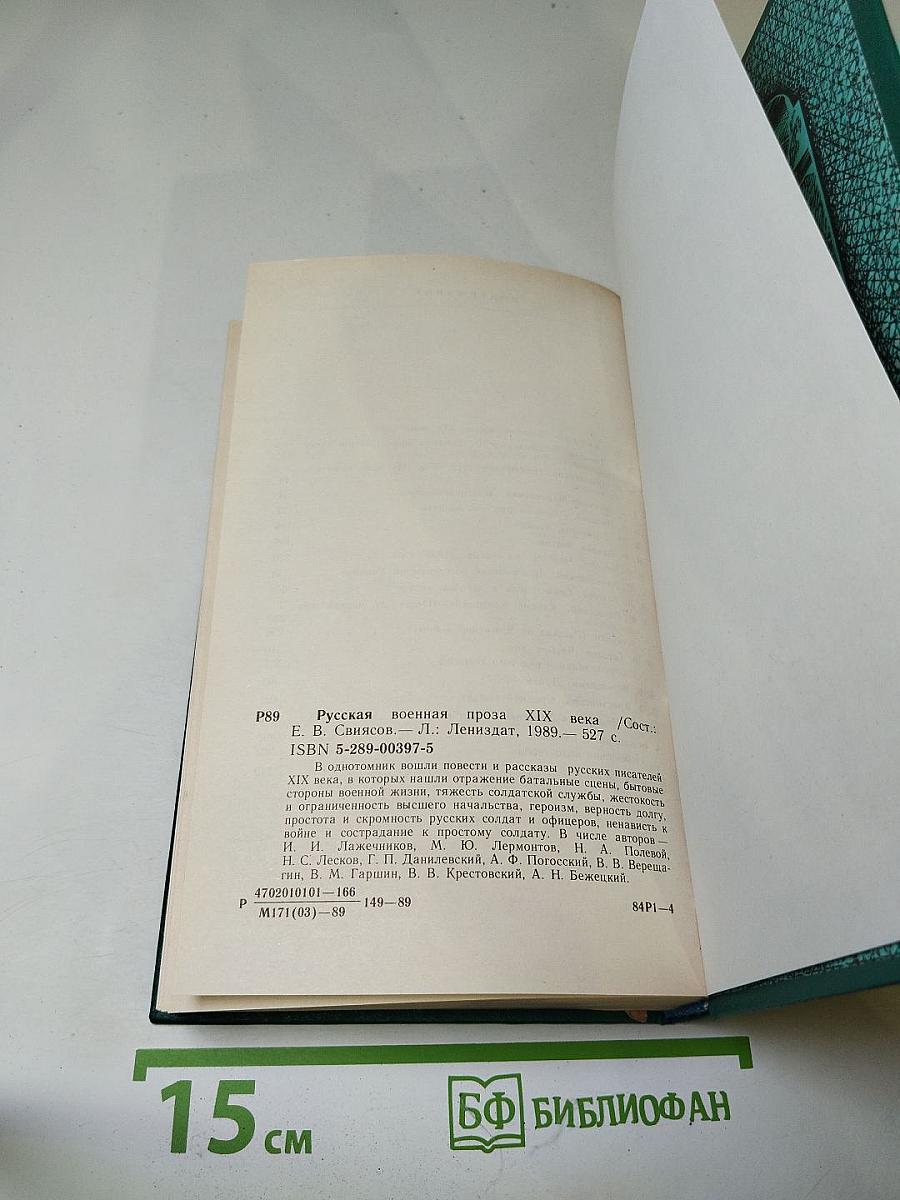 Р89 Русская военная проза XIX века /Сост.:
Е. В. Свиясов.— Л.: Лениздат, 1989.— 527 с.
ISBN 5-289-00397-5
В однотомник вошли повести и рассказы русских писателей
XIX века, в которых нашли отражение батальные сцены, бытовые
стороны военной жизни, тяжесть солдатской службы, жестокость
и ограниченность высшего начальства, героизм, верность долгу,
простота и скромность русских солдат и офицеров, ненависть к
войне и сострадание к простому солдату. В числе авторов—
И. И. Лажечников, М. Ю. Лермонтов, Н. А. Полевой,
Н. С. Лесков, Г. П. Данилевский, А. Ф. Погосский, В. В. Вереща-
гин, В. М. Гаршин, В. В. Крестовский, А. Н. Бежецкий.
Р 4702010101—166
М171(03)—89 149—89 84Р1—4
15 см БФ БИБЛИОФАН